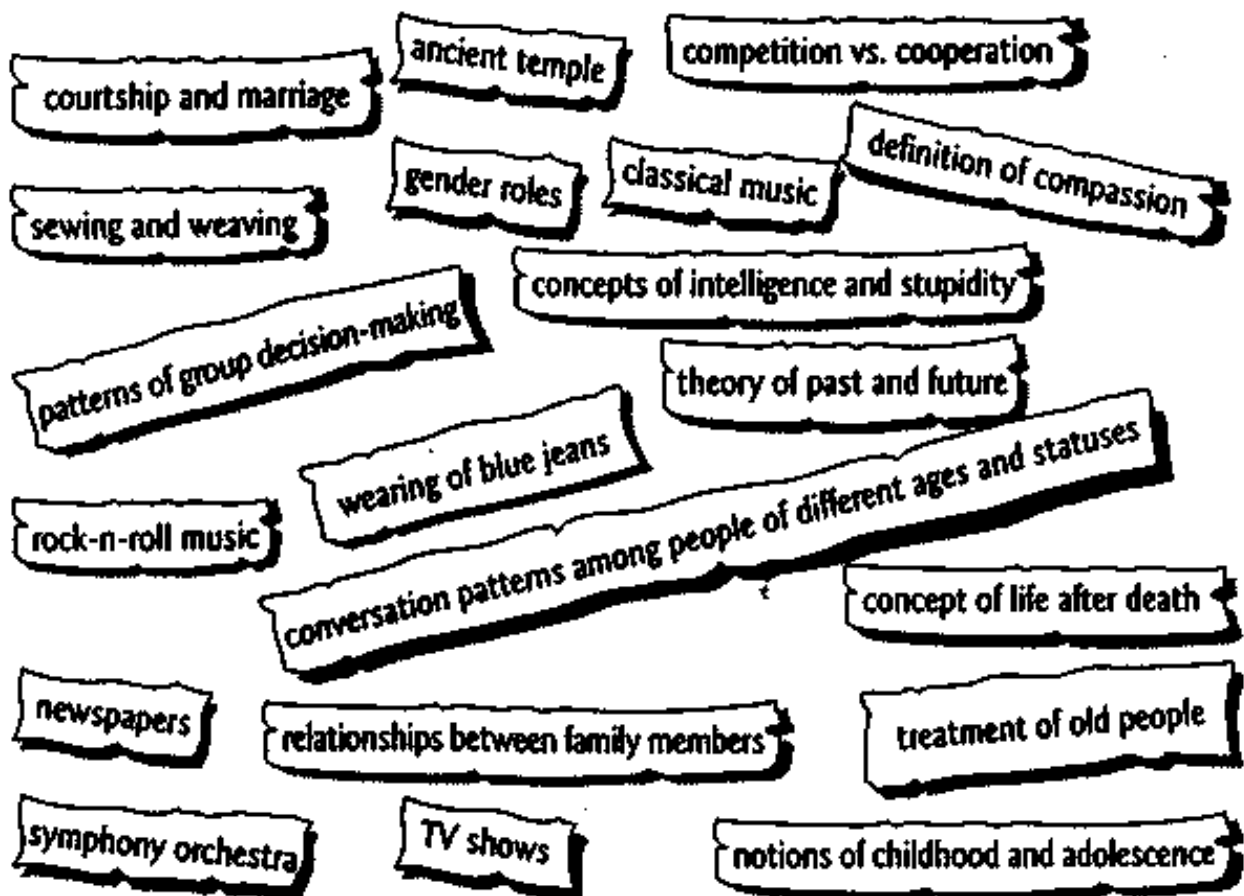 courtship and marriage
ancient temple
competition vs. cooperation
sewing and weaving
gender roles
classical music
definition of compassion
concepts of intelligence and stupidity
patterns of group decision-making
theory of past and future
wearing of blue jeans
rock-n-roll music
conversation patterns among people of different ages and statuses
concept of life after death
newspapers
relationships between family members
treatment of old people
symphony orchestra
TV shows
notions of childhood and adolescence